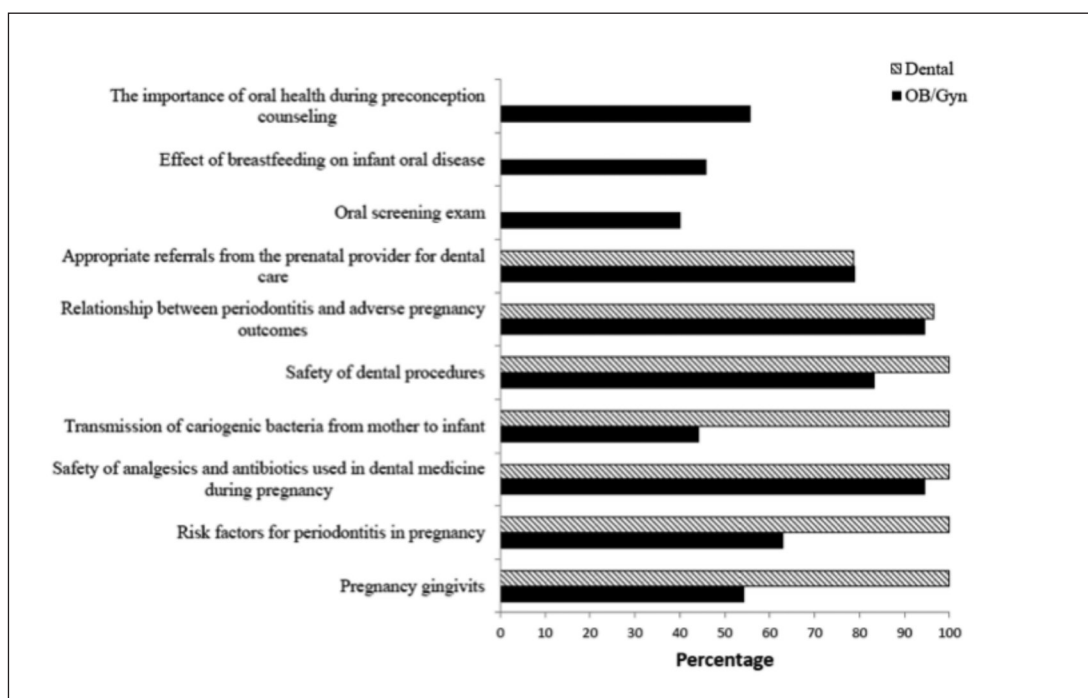 Dental
OB/Gyn
The importance of oral health during preconception
counseling
Effect of breastfeeding on infant oral disease
Oral screening exam
Appropriate referrals from the prenatal provider for dental
care
Relationship between periodontitis and adverse pregnancy
outcomes
Safety of dental procedures
Transmission of cariogenic bacteria from mother to infant
Safety of analgesics and antibiotics used in dental medicine
during pregnancy
Risk factors for periodontitis in pregnancy
Pregnancy gingivits
0 10 20 30 40 50 60 70 80 90 100
Percentage